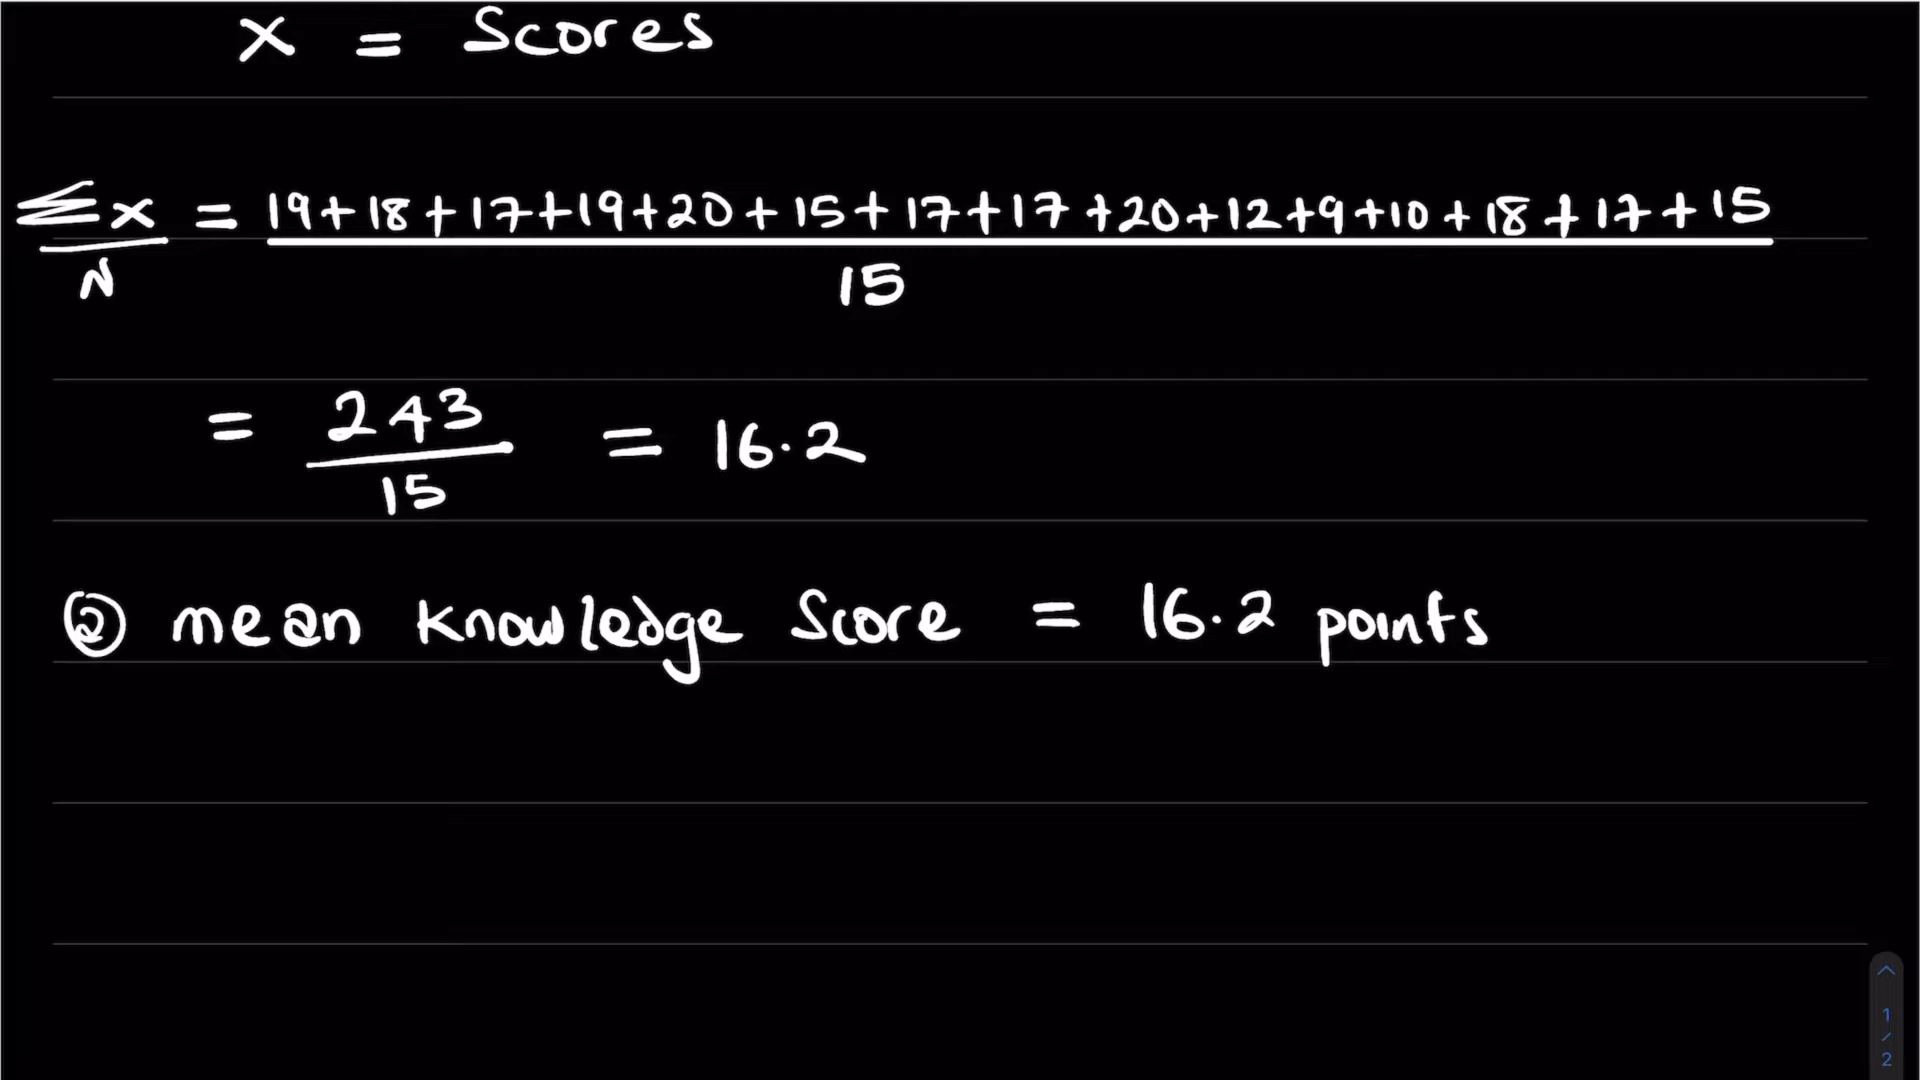 x = Scores
Σx = 19+18+17+19+20+15+17+17+20+12+9+10+18+17+15
N 15
= 243 = 16.2
15
② mean knowledge Score = 16.2 points
1
/
2